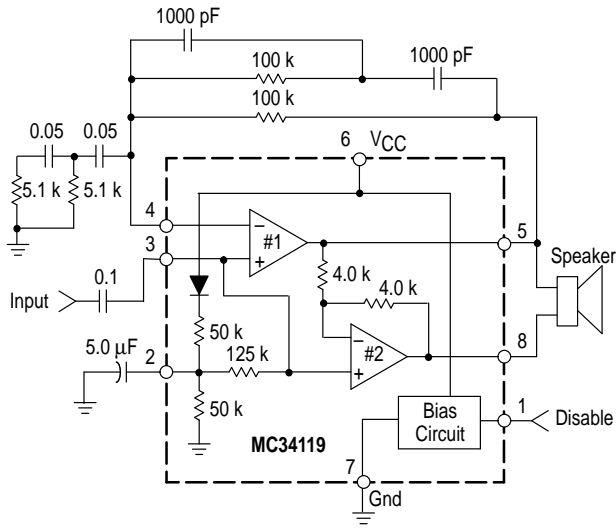 1000 pF
1000 pF
100 k
100 k
0.05
0.05
6
VCC
5.1 k
5.1 k
4
#1
5
3
Speaker
4.0 k
4.0 k
Input
0.1
50 k
#2
8
5.0 µF
2
125 k
50 k
Bias
Circuit
1
Disable
MC34119
7
Gnd